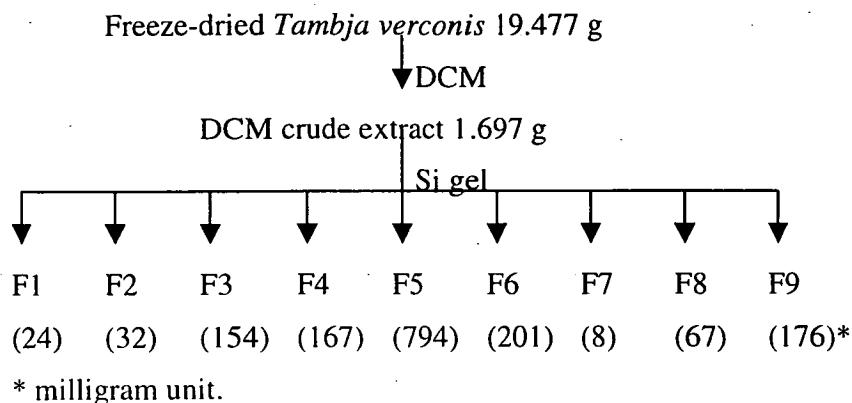 Freeze-dried Tambja verconis 19.477 g
DCM
DCM crude extract 1.697 g
Si gel
F1 F2 F3 F4 F5 F6 F7 F8 F9
(24) (32) (154) (167) (794) (201) (8) (67) (176)*
* milligram unit.